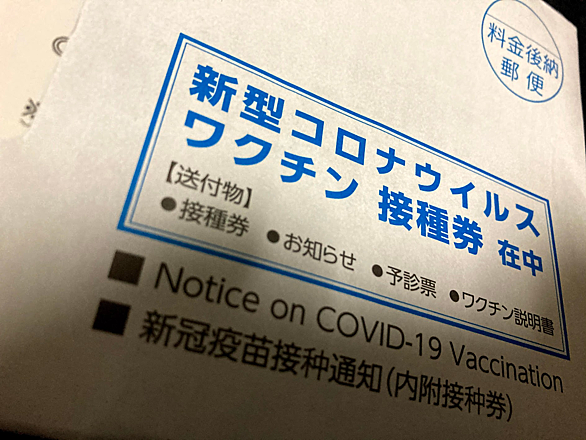 料金後納
郵便
新型コロナウイルス
ワクチン 接種券 在中
【送付物】
●接種券 ●お知らせ ●予診票 ●ワクチン説明書
■ Notice on COVID-19 Vaccination
■ 新冠疫苗接种通知(内附接种券)